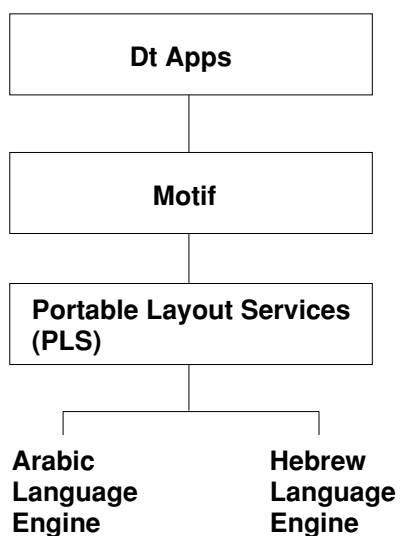 Dt Apps
Motif
Portable Layout Services
(PLS)
Arabic
Language
Engine
Hebrew
Language
Engine